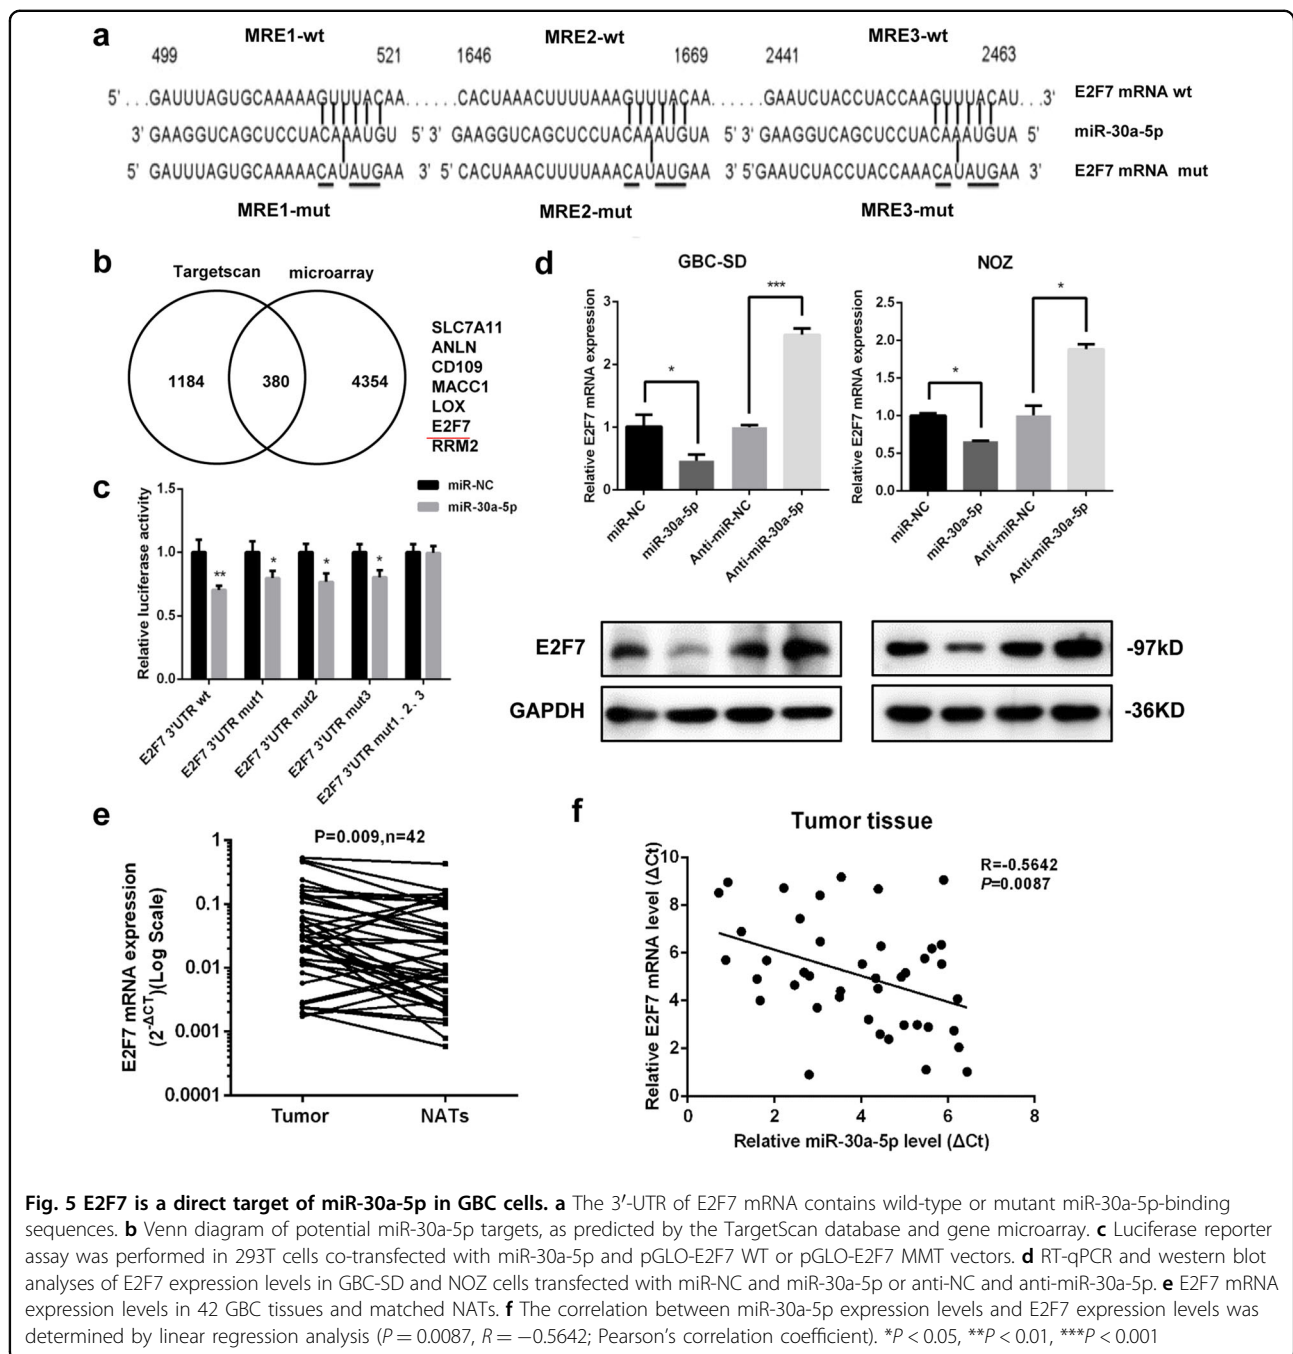 a
MRE1-wt MRE2-wt MRE3-wt
499 521 1646 1669 2441 2463
5' ...GAUUUAGUGCAAAAAGUUUACAA......CACUAAACUUUUAAAGUUUACAA...GAAUCUACCUACCAAGUUUACAU...3' E2F7 mRNA wt
3' GAAGGUCAGCUCCUACAAAUGU 3' GAAGGUCAGCUCCUACAAAUGUA 5' 3' GAAGGUCAGCUCCUACAAAUGUA 5' miR-30a-5p
5' GAUUUAGUGCAAAAACAUAUGAA 3' 5' CACUAAACUUUUAAACAUAUGAA 3' 5'GAAUCUACCUACCAAACAUAUGAA 3' E2F7 mRNA mut
MRE1-mut MRE2-mut MRE3-mut
b
Targetscan microarray
1184 380 4354
SLC7A11
ANLN
CD109
MACC1
LOX
E2F7
RRM2
c
miR-NC
miR-30a-5p
Relative luciferase activity
1.5
1.0
0.5
0.0
** * * *
E2F7 3'UTR wt
E2F7 3'UTR mut1
E2F7 3'UTR mut2
E2F7 3'UTR mut3
E2F7 3'UTR mut1、2、3
d
GBC-SD
Relative E2F7 mRNA expression
3
2
1
0
* ***
miR-NC
miR-30a-5p
Anti-miR-NC
Anti-miR-30a-5p
NOZ
Relative E2F7 mRNA expression
2.5
2.0
1.5
1.0
0.5
0.0
* *
miR-NC
miR-30a-5p
Anti-miR-NC
Anti-miR-30a-5p
E2F7 -97kD
GAPDH -36KD
e
P=0.009,n=42
E2F7 mRNA expression
(2-ΔCT)(Log Scale)
1
0.1
0.01
0.001
0.0001
Tumor NATs
f
Tumor tissue
R=-0.5642
P=0.0087
Relative E2F7 mRNA level (ΔCt)
10
8
6
4
2
0
0 2 4 6 8
Relative miR-30a-5p level (ΔCt)
Fig. 5 E2F7 is a direct target of miR-30a-5p in GBC cells. a The 3′-UTR of E2F7 mRNA contains wild-type or mutant miR-30a-5p-binding
sequences. b Venn diagram of potential miR-30a-5p targets, as predicted by the TargetScan database and gene microarray. c Luciferase reporter
assay was performed in 293T cells co-transfected with miR-30a-5p and pGLO-E2F7 WT or pGLO-E2F7 MMT vectors. d RT-qPCR and western blot
analyses of E2F7 expression levels in GBC-SD and NOZ cells transfected with miR-NC and miR-30a-5p or anti-NC and anti-miR-30a-5p. e E2F7 mRNA
expression levels in 42 GBC tissues and matched NATs. f The correlation between miR-30a-5p expression levels and E2F7 expression levels was
determined by linear regression analysis (P = 0.0087, R = −0.5642; Pearson's correlation coefficient). *P < 0.05, **P < 0.01, ***P < 0.001